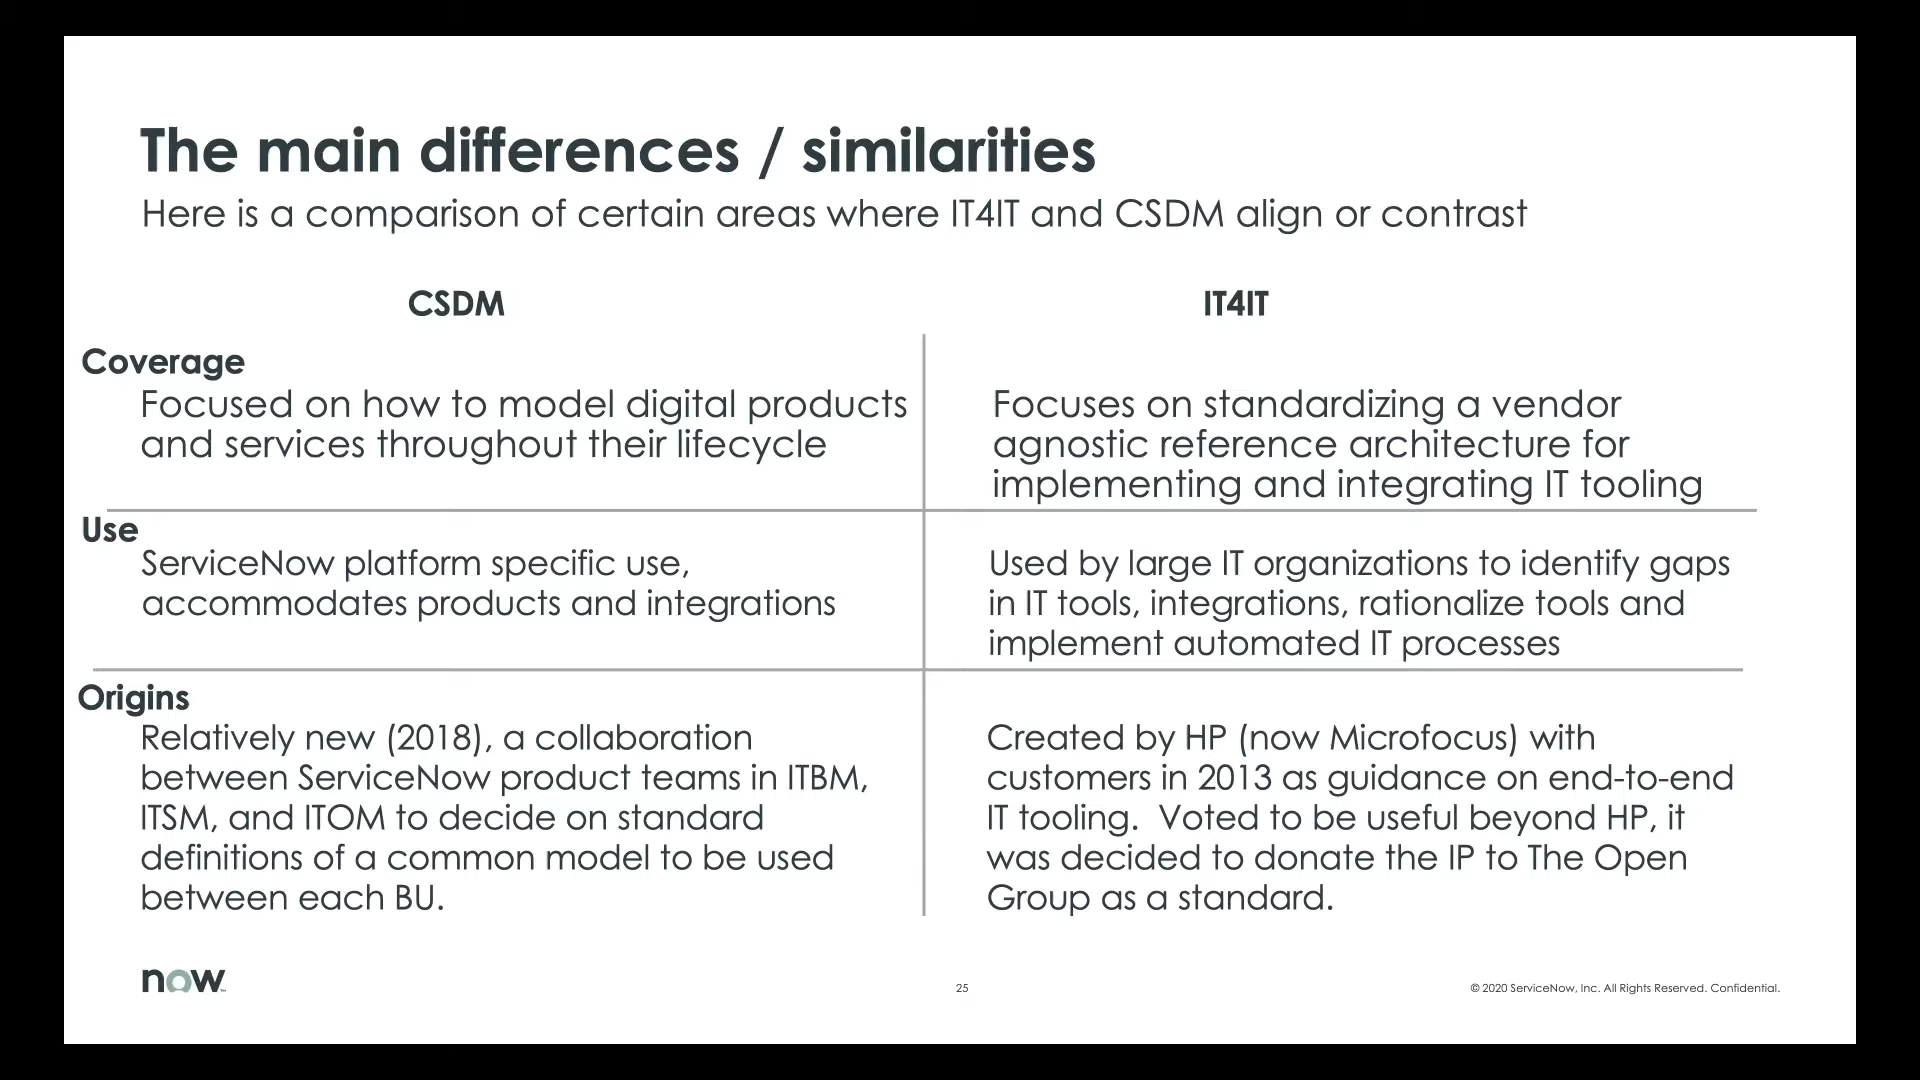 The main differences / similarities
Here is a comparison of certain areas where IT4IT and CSDM align or contrast
CSDM
IT4IT
Coverage
Focused on how to model digital products
and services throughout their lifecycle
Focuses on standardizing a vendor
agnostic reference architecture for
implementing and integrating IT tooling
Use
ServiceNow platform specific use,
accommodates products and integrations
Used by large IT organizations to identify gaps
in IT tools, integrations, rationalize tools and
implement automated IT processes
Origins
Relatively new (2018), a collaboration
between ServiceNow product teams in ITBM,
ITSM, and ITOM to decide on standard
definitions of a common model to be used
between each BU.
Created by HP (now Microfocus) with
customers in 2013 as guidance on end-to-end
IT tooling.  Voted to be useful beyond HP, it
was decided to donate the IP to The Open
Group as a standard.
now
25
© 2020 ServiceNow, Inc. All Rights Reserved. Confidential.